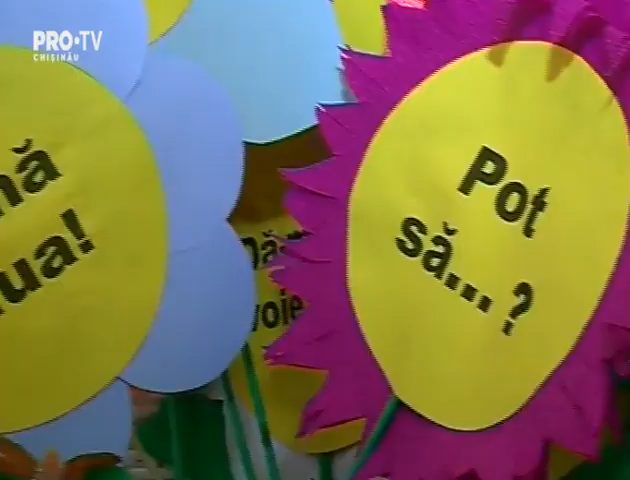 PRO•TV
CHIȘINĂU
nă
ua!
voie
Pot
să...?